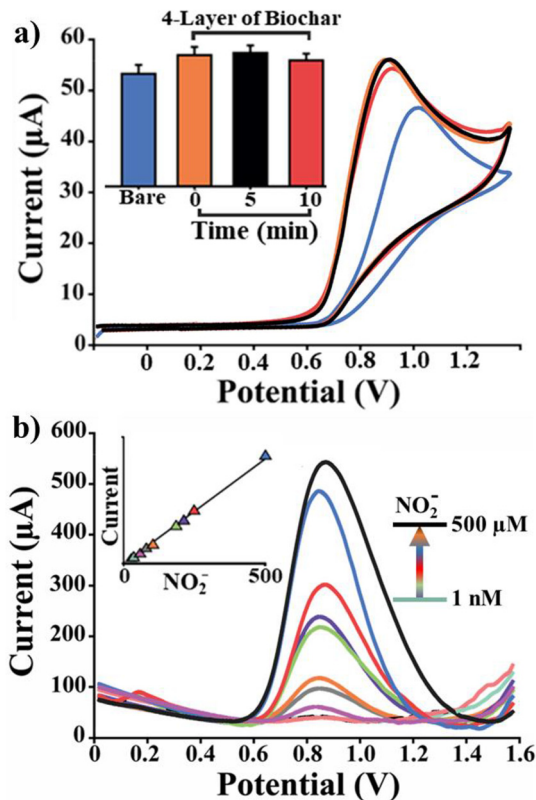 a)
4-Layer of Biochar
60
50
40
30
20
10
0
Current (µA)
Bare 0 5 10
Time (min)
0 0.2 0.4 0.6 0.8 1.0 1.2
Potential (V)
b)
600
500
400
300
200
100
0
Current (µA)
Current
0 NO₂⁻ 500
NO₂⁻
500 µM
1 nM
0 0.2 0.4 0.6 0.8 1.0 1.2 1.4 1.6
Potential (V)